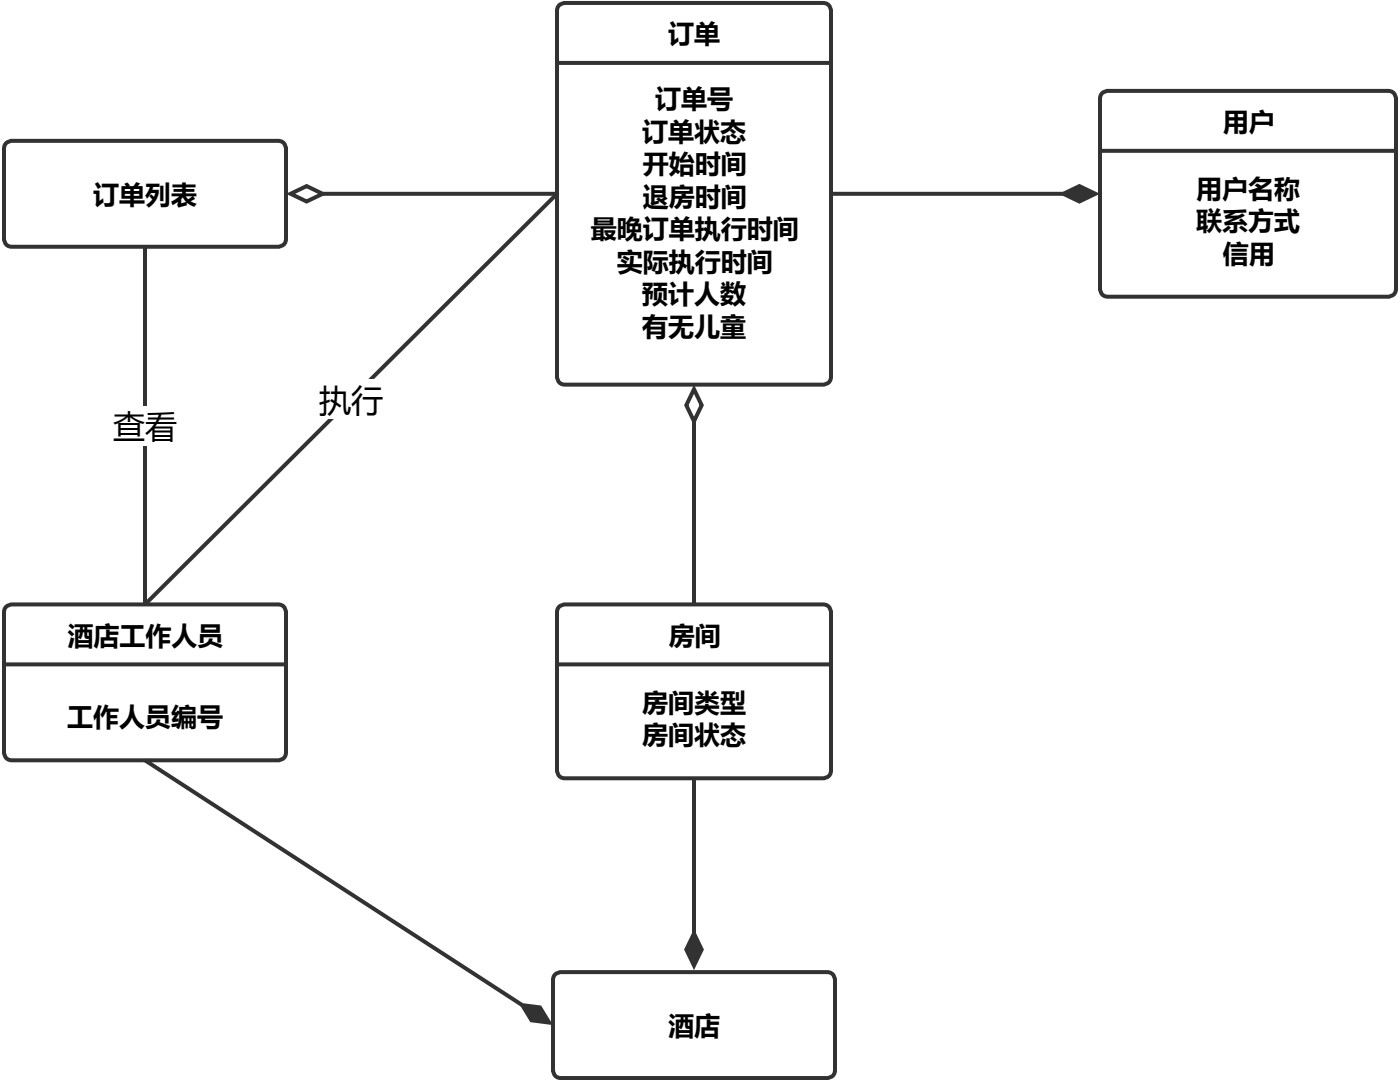 订单
订单号
订单状态
开始时间
退房时间
最晚订单执行时间
实际执行时间
预计人数
有无儿童
用户
用户名称
联系方式
信用
订单列表
执行
查看
酒店工作人员
工作人员编号
房间
房间类型
房间状态
酒店